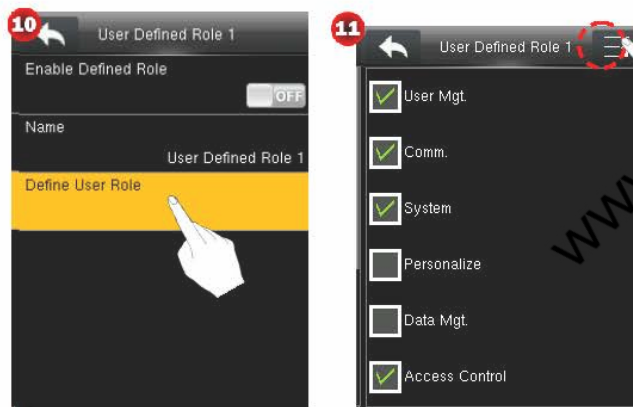 10
User Defined Role 1
Enable Defined Role
OFF
Name
User Defined Role 1
Define User Role
11
User Defined Role 1
User Mgt.
Comm.
System
Personalize
Data Mgt.
Access Control
www